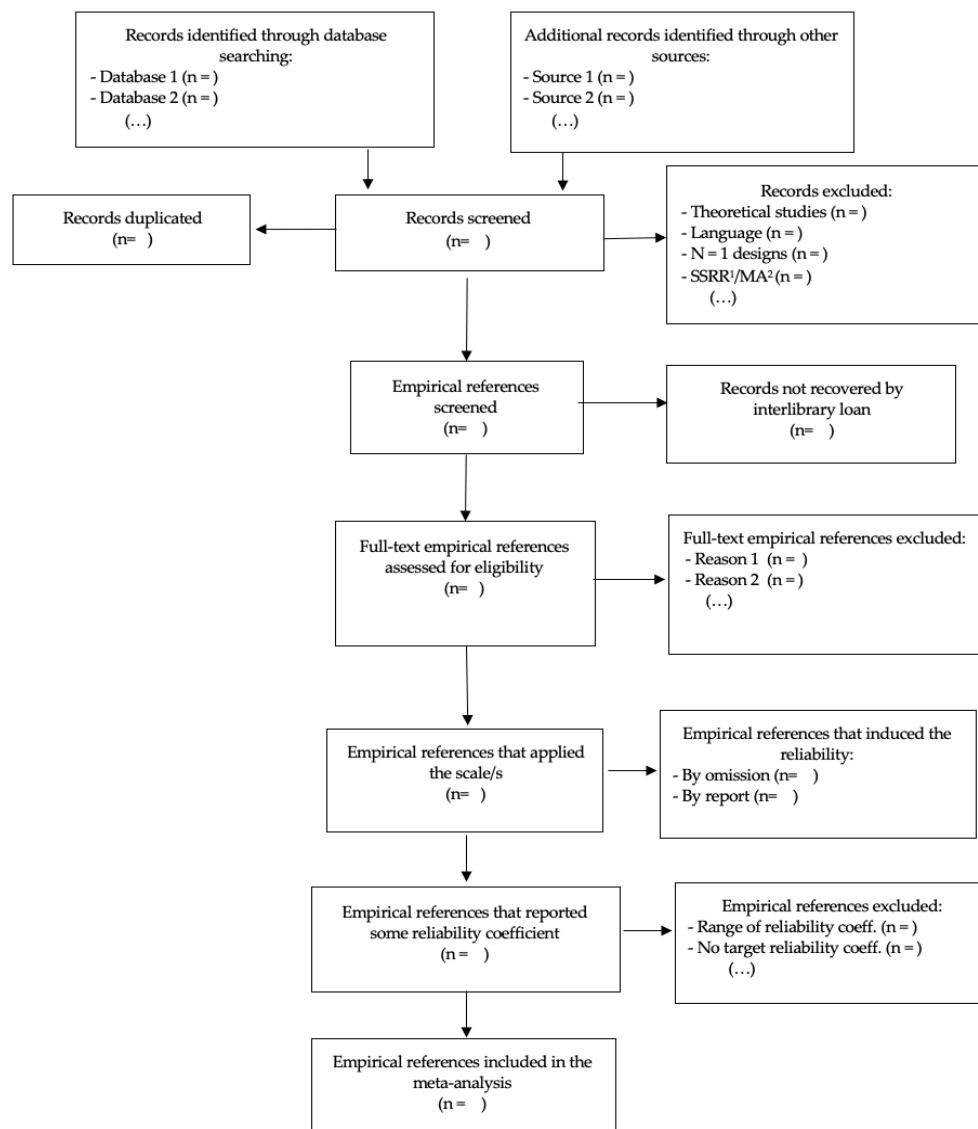 Records identified through database
searching:
- Database 1 (n = )
- Database 2 (n = )
(…)
Additional records identified through other
sources:
- Source 1 (n = )
- Source 2 (n = )
(…)
Records duplicated
(n= )
Records screened
(n= )
Records excluded:
- Theoretical studies (n = )
- Language (n = )
- N = 1 designs (n = )
- SSRR¹/MA² (n = )
(…)
Empirical references
screened
(n= )
Records not recovered by
interlibrary loan
(n= )
Full-text empirical references
assessed for eligibility
(n= )
Full-text empirical references excluded:
- Reason 1 (n = )
- Reason 2 (n = )
(…)
Empirical references that applied
the scale/s
(n= )
Empirical references that induced the
reliability:
- By omission (n= )
- By report (n= )
Empirical references that reported
some reliability coefficient
(n = )
Empirical references excluded:
- Range of reliability coeff. (n = )
- No target reliability coeff. (n = )
(…)
Empirical references included in the
meta-analysis
(n = )